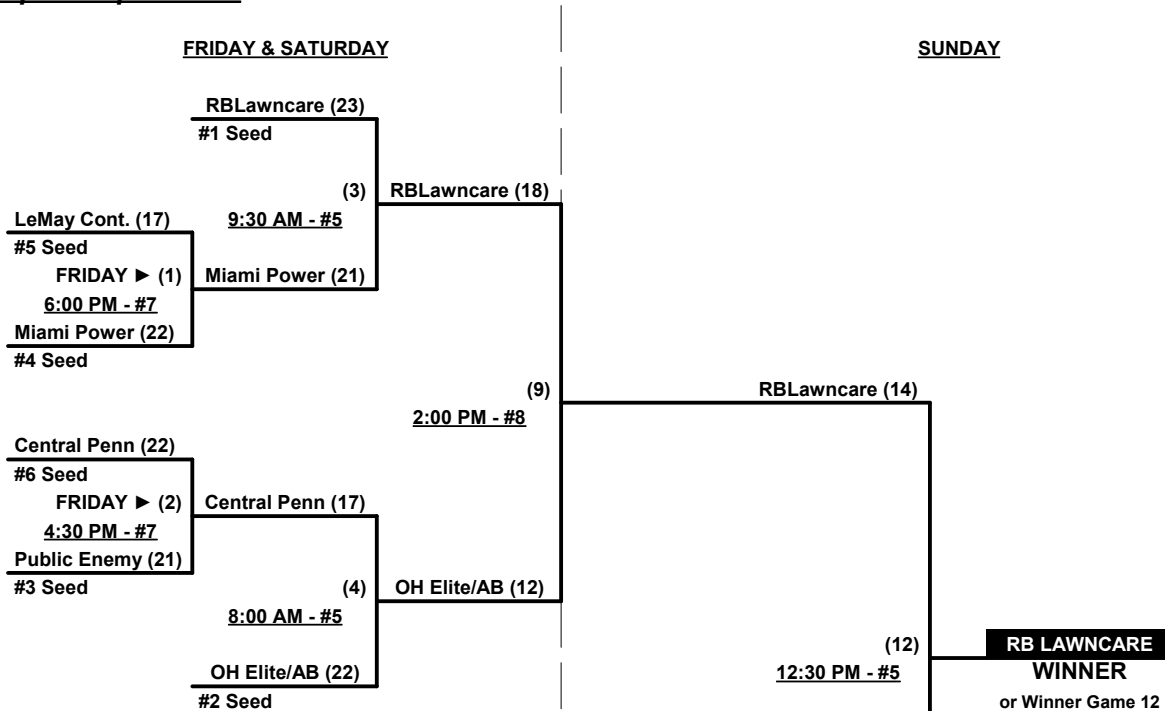 FRIDAY & SATURDAY
SUNDAY
RBLawncare (23)
#1 Seed
(3)
9:30 AM - #5
RBLawncare (18)
LeMay Cont. (17)
#5 Seed
FRIDAY ► (1)
6:00 PM - #7
Miami Power (21)
Miami Power (22)
#4 Seed
(9)
2:00 PM - #8
RBLawncare (14)
Central Penn (22)
#6 Seed
FRIDAY ► (2)
4:30 PM - #7
Central Penn (17)
Public Enemy (21)
#3 Seed
(4)
8:00 AM - #5
OH Elite/AB (12)
OH Elite/AB (22)
#2 Seed
(12)
12:30 PM - #5
RB LAWNCARE
WINNER
or Winner Game 12